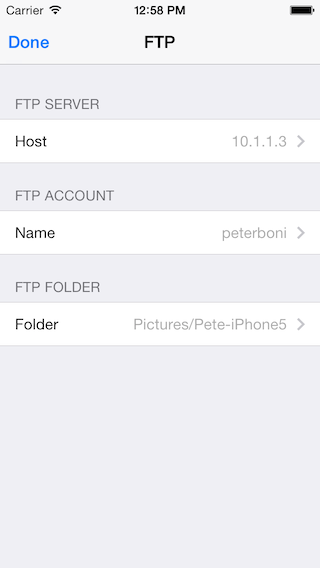 Carrier 12:58 PM
Done FTP
FTP SERVER
Host 10.1.1.3
FTP ACCOUNT
Name peterboni
FTP FOLDER
Folder Pictures/Pete-iPhone5